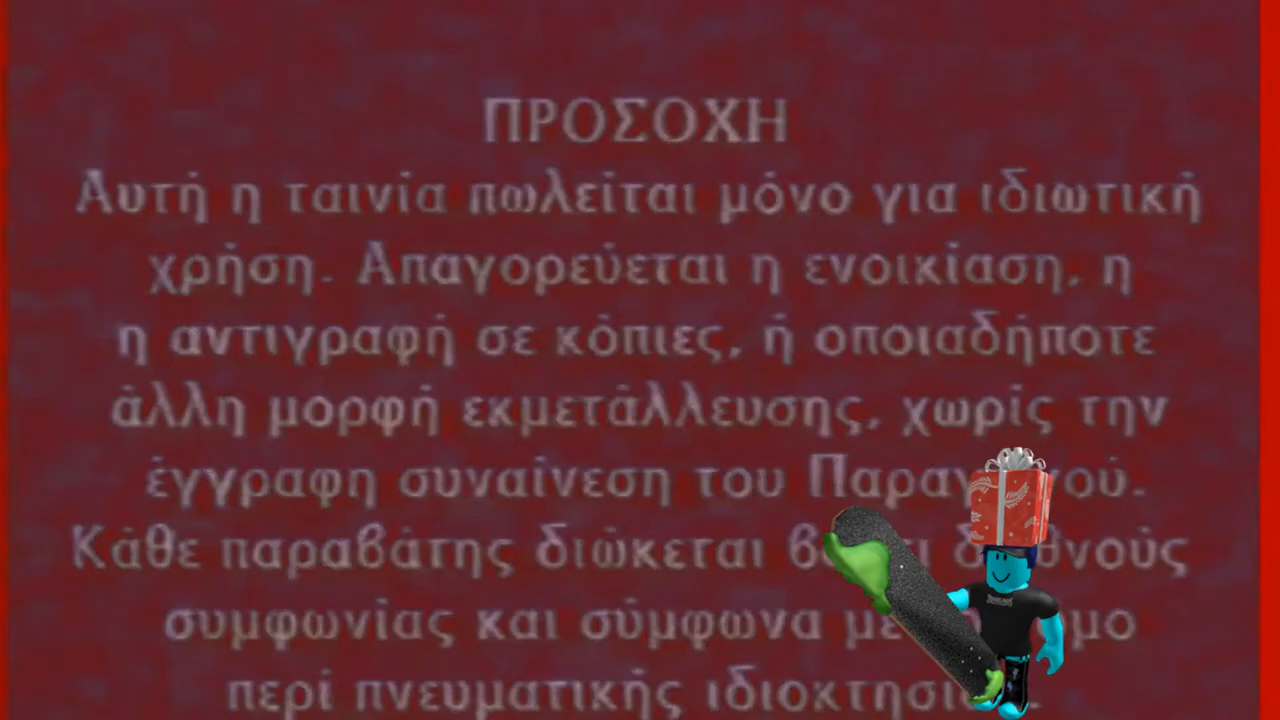 ΠΡΟΣΟΧΗ
Αυτή η ταινία πωλείται μόνο για ιδιωτική
χρήση. Απαγορεύεται η ενοικίαση, η
η αντιγραφή σε κόπιες, ή οποιαδήποτε
άλλη μορφή εκμετάλλευσης, χωρίς την
έγγραφη συναίνεση του
Κάθε παραβάτης διώκεται
συμφωνίας και σύμφωνα με
περί πνευματικής